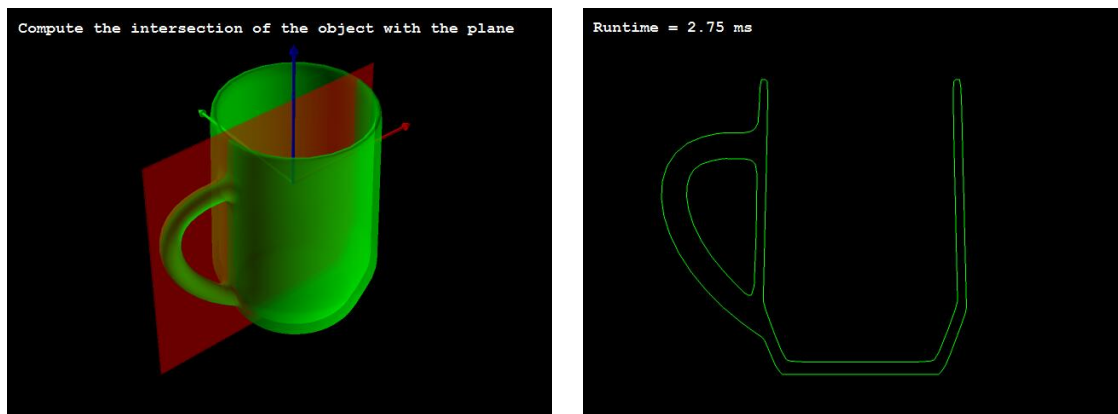 Compute the intersection of the object with the plane
Runtime = 2.75 ms